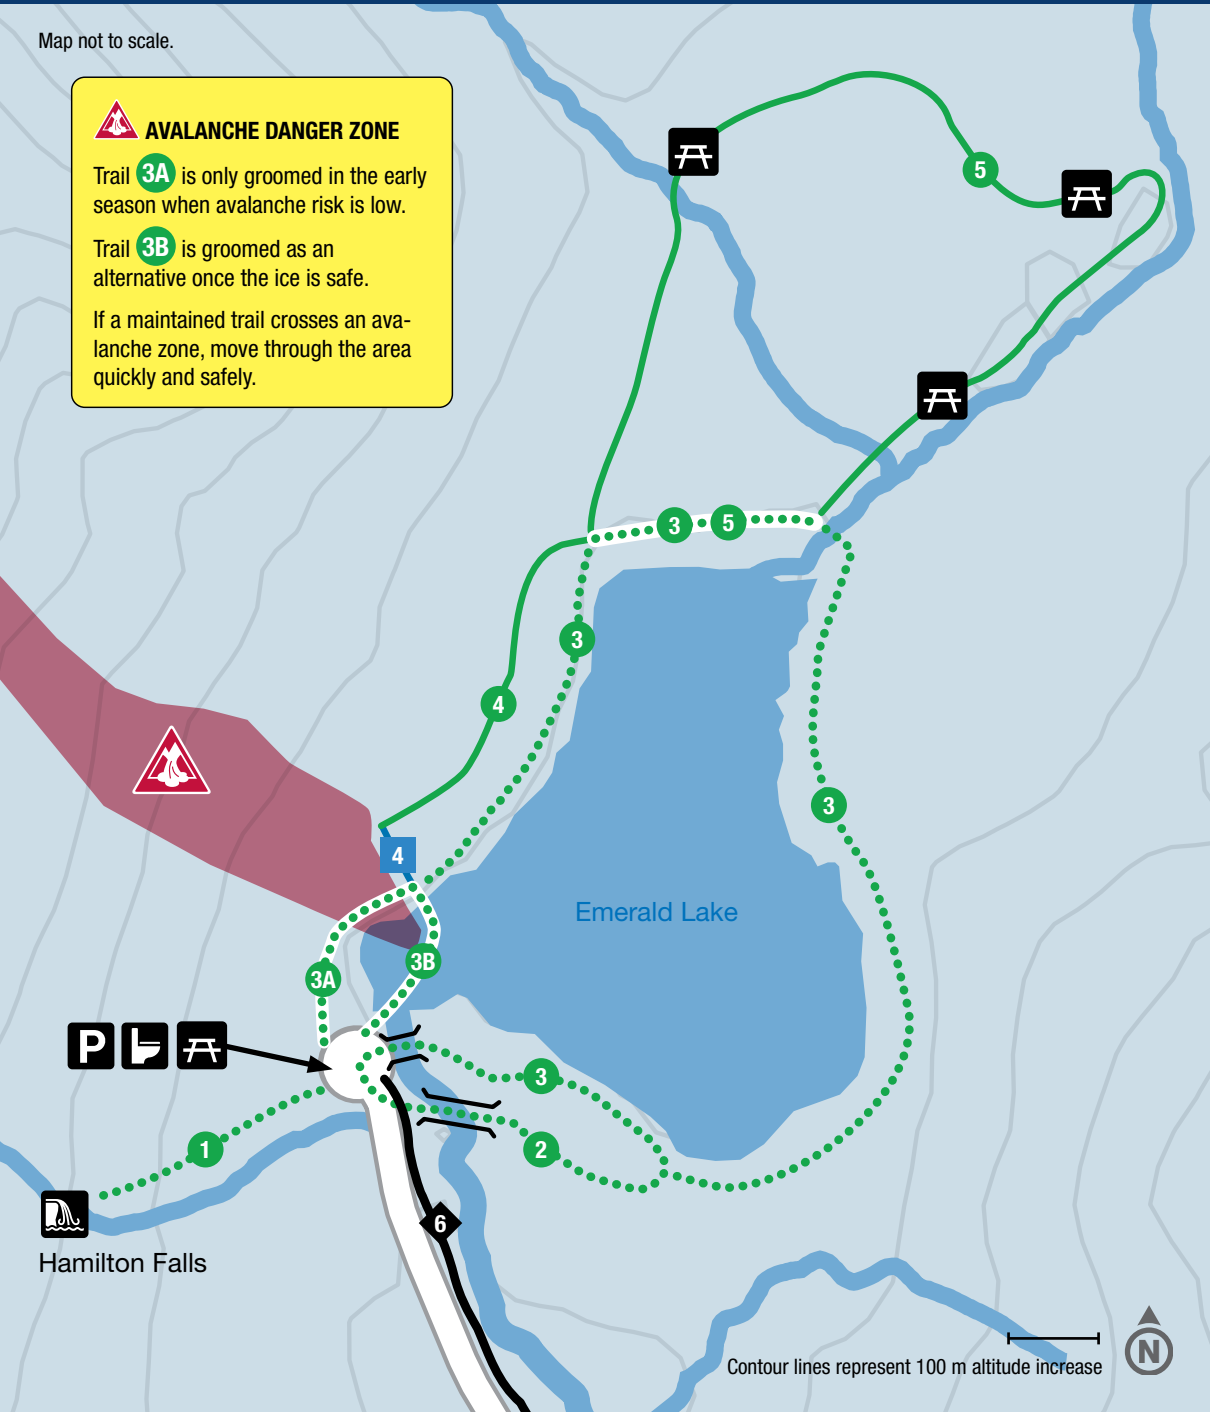 Map not to scale.
AVALANCHE DANGER ZONE
Trail 3A is only groomed in the early
season when avalanche risk is low.
Trail 3B is groomed as an
alternative once the ice is safe.
If a maintained trail crosses an ava-
lanche zone, move through the area
quickly and safely.
5
3 5
3
4
3
4
Emerald Lake
3A
3B
P
3
1
2
6
Hamilton Falls
Contour lines represent 100 m altitude increase
N